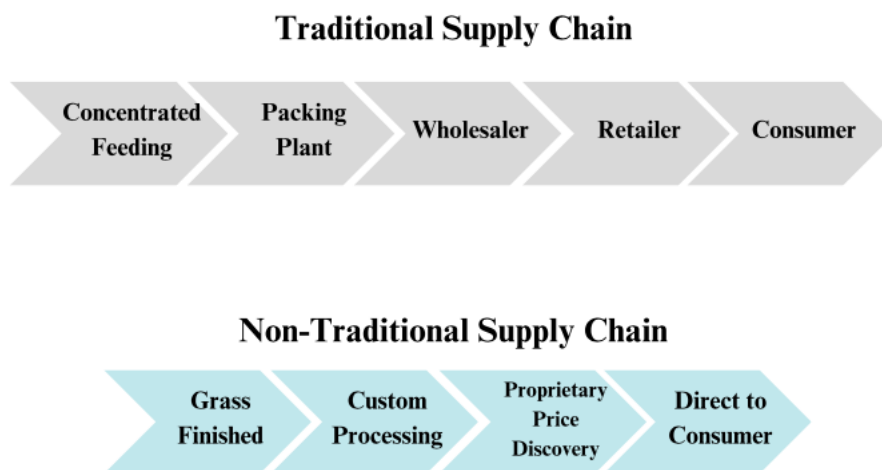 Traditional Supply Chain
Concentrated
Feeding
Packing
Plant
Wholesaler
Retailer
Consumer
Non-Traditional Supply Chain
Grass
Finished
Custom
Processing
Proprietary
Price
Discovery
Direct to
Consumer